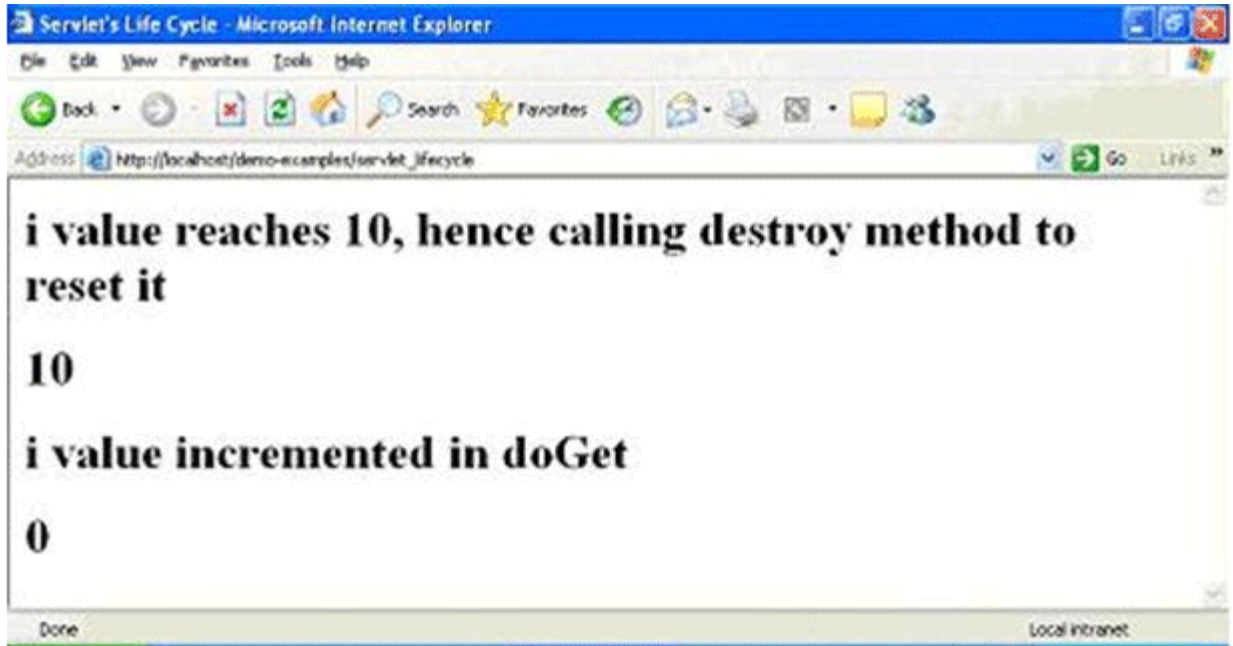 Servlet's Life Cycle - Microsoft Internet Explorer
File Edit View Favorites Tools Help
Back Search Favorites
Address http://localhost/demo-examples/servlet_lifecycle Go Links »
i value reaches 10, hence calling destroy method to
reset it
10
i value incremented in doGet
0
Done Local intranet